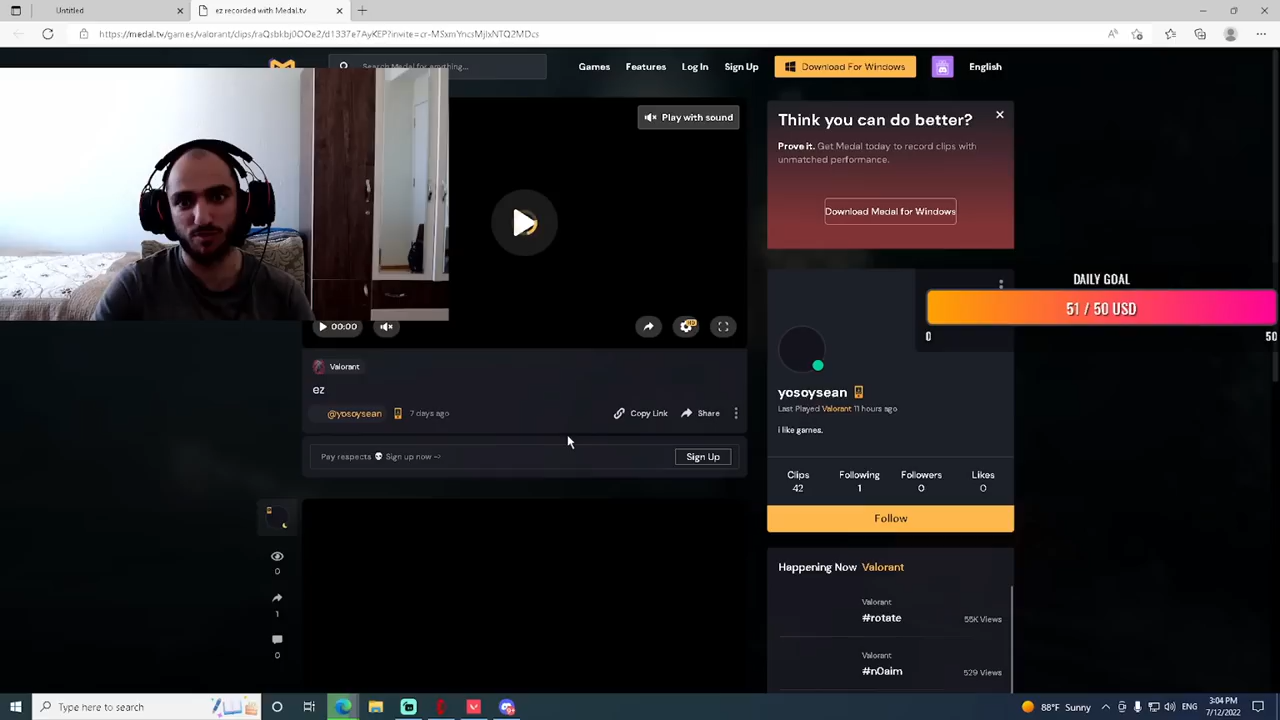 Untitled
ez recorded with Medal.tv
Search Medal for anything...
Games
Features
Log In
Sign Up
Download For Windows
English
Play with sound
Think you can do better?
Prove it. Get Medal today to record clips with
unmatched performance.
Download Medal for Windows
DAILY GOAL
51 / 50 USD
0
50
00:00
HD
Valorant
ez
@yosoysean
7 days ago
Copy Link
Share
Pay respects 💀 Sign up now ~
Sign Up
0
1
0
yosoysean
Last Played Valorant 11 hours ago
i like games.
Clips
42
Following
1
Followers
0
Likes
0
Follow
Happening Now Valorant
Valorant
#rotate
55K Views
Valorant
#n0aim
529 Views
Type here to search
88°F Sunny
ENG
3:04 PM
7/12/2022